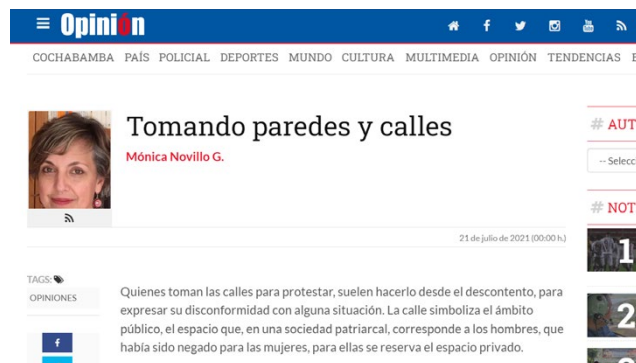 Opinión
COCHABAMBA PAÍS POLICIAL DEPORTES MUNDO CULTURA MULTIMEDIA OPINIÓN TENDENCIAS
Tomando paredes y calles
Mónica Novillo G.
# AUT
-- Selecc
# NOT
21 de julio de 2021 (00:00 h.)
1
TAGS:
OPINIONES
Quienes toman las calles para protestar, suelen hacerlo desde el descontento, para
expresar su disconformidad con alguna situación. La calle simboliza el ámbito
público, el espacio que, en una sociedad patriarcal, corresponde a los hombres, que
había sido negado para las mujeres, para ellas se reserva el espacio privado.
2